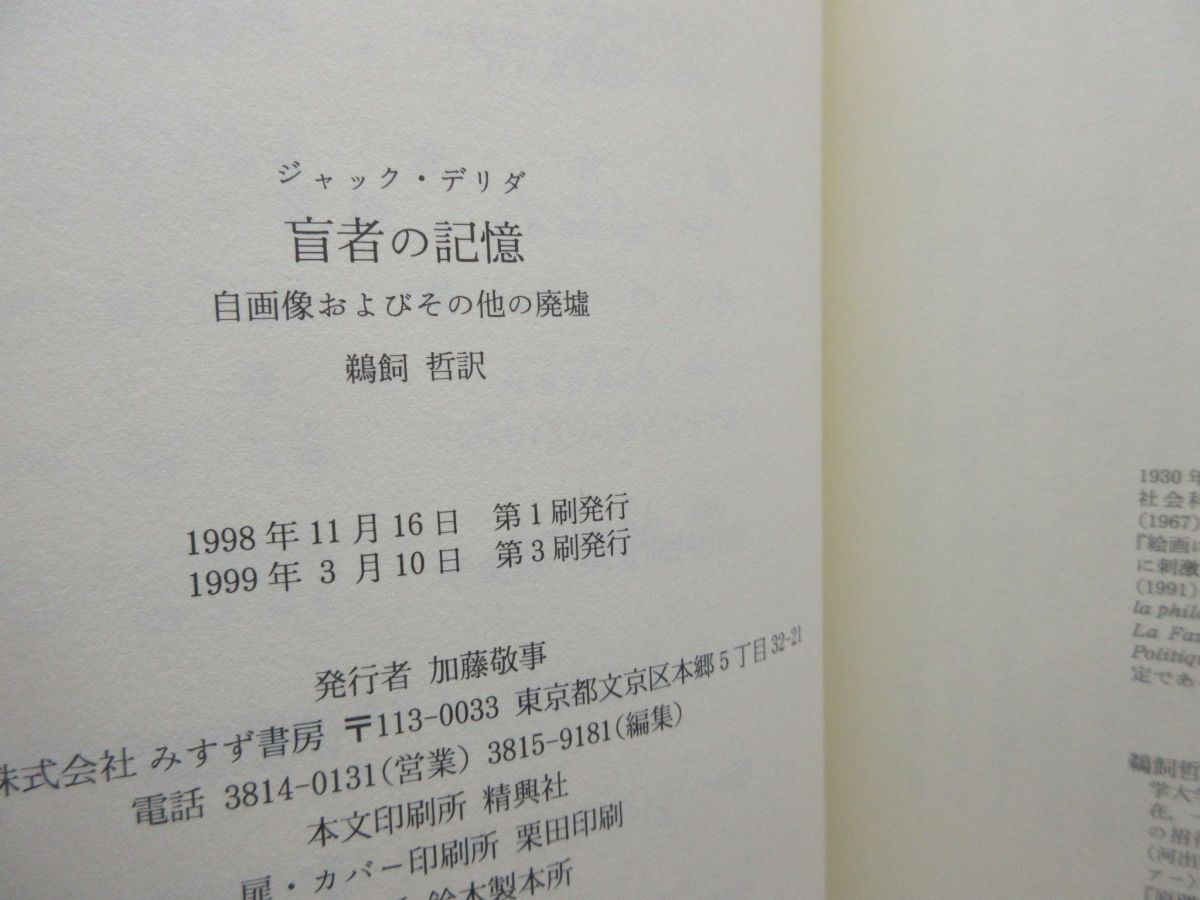 ジャック・デリダ
盲者の記憶
自画像およびその他の廃墟
鵜飼 哲訳
1998年11月16日 第1刷発行
1999年 3 月10日 第3刷発行
発行者 加藤敬事
株式会社 みすず書房 〒113-0033 東京都文京区本郷5丁目32-21
電話 3814-0131(営業) 3815-9181(編集)
本文印刷所 精興社
扉・カバー印刷所 栗田印刷
製本所
1930年
社会科
(1967)
『絵画に
に刺激
(1991)
la phil
La Fa
Politiqu
定であ
鵜飼哲
学大学
在,
の招
(河出
アー〉